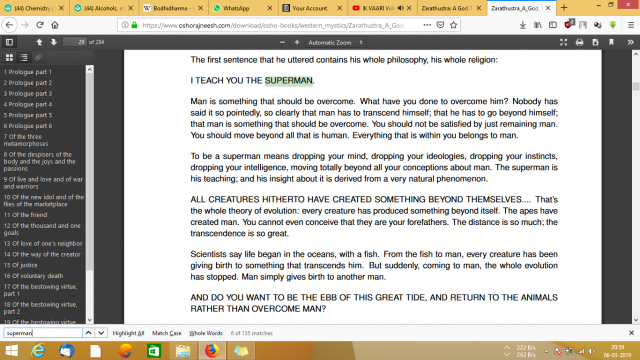 (44) Chemistry |
(44) Alcohols, et
Bodhidharma - W
WhatsApp
Your Account
IK VAARI Video
Zarathustra: A God T
Zarathustra_A_God_
https://www.oshorajneesh.com/download/osho-books/western_mystics/Zarathustra_A_God
28 of 204
Automatic Zoom
1 Prologue part 1
2 Prologue part 2
3 Prologue part 3
4 Prologue part 4
5 Prologue part 5
6 Prologue part 6
7 Of the three
metamorphoses
8 Of the despisers of the
body and the joys and the
passions
9 Of live and love and of war
and warriors
10 Of the new idol and of the
flies of the marketplace
11 Of the friend
12 Of the thousand and one
goals
13 Of love of one's neighbor
14 Of the way of the creator
15 Of justice
16 Of voluntary death
17 Of the bestowing virtue,
part 1
18 Of the bestowing virtue,
part 2
19 Of the bestowing virtue,
The first sentence that he uttered contains his whole philosophy, his whole religion:
I TEACH YOU THE SUPERMAN.
Man is something that should be overcome. What have you done to overcome him? Nobody has
said it so pointedly, so clearly that man has to transcend himself; that he has to go beyond himself;
that man is something that should be overcome. You should not be satisfied by just remaining man.
You should move beyond all that is human. Everything that is within you belongs to man.
To be a superman means dropping your mind, dropping your ideologies, dropping your instincts,
dropping your intelligence, moving totally beyond all your conceptions about man. The superman is
his teaching; and his insight about it is derived from a very natural phenomenon.
ALL CREATURES HITHERTO HAVE CREATED SOMETHING BEYOND THEMSELVES.... That's
the whole theory of evolution: every creature has produced something beyond itself. The apes have
created man. You cannot even conceive that they are your forefathers. The distance is so much; the
transcendence is so great.
Scientists say life began in the oceans, with a fish. From the fish to man, every creature has been
giving birth to something that transcends him. But suddenly, coming to man, the whole evolution
has stopped. Man simply gives birth to another man.
AND DO YOU WANT TO BE THE EBB OF THIS GREAT TIDE, AND RETURN TO THE ANIMALS
RATHER THAN OVERCOME MAN?
superman
Highlight All
Match Case
Whole Words
6 of 135 matches
222 B/s
262 B/s
20:59
06-03-2019